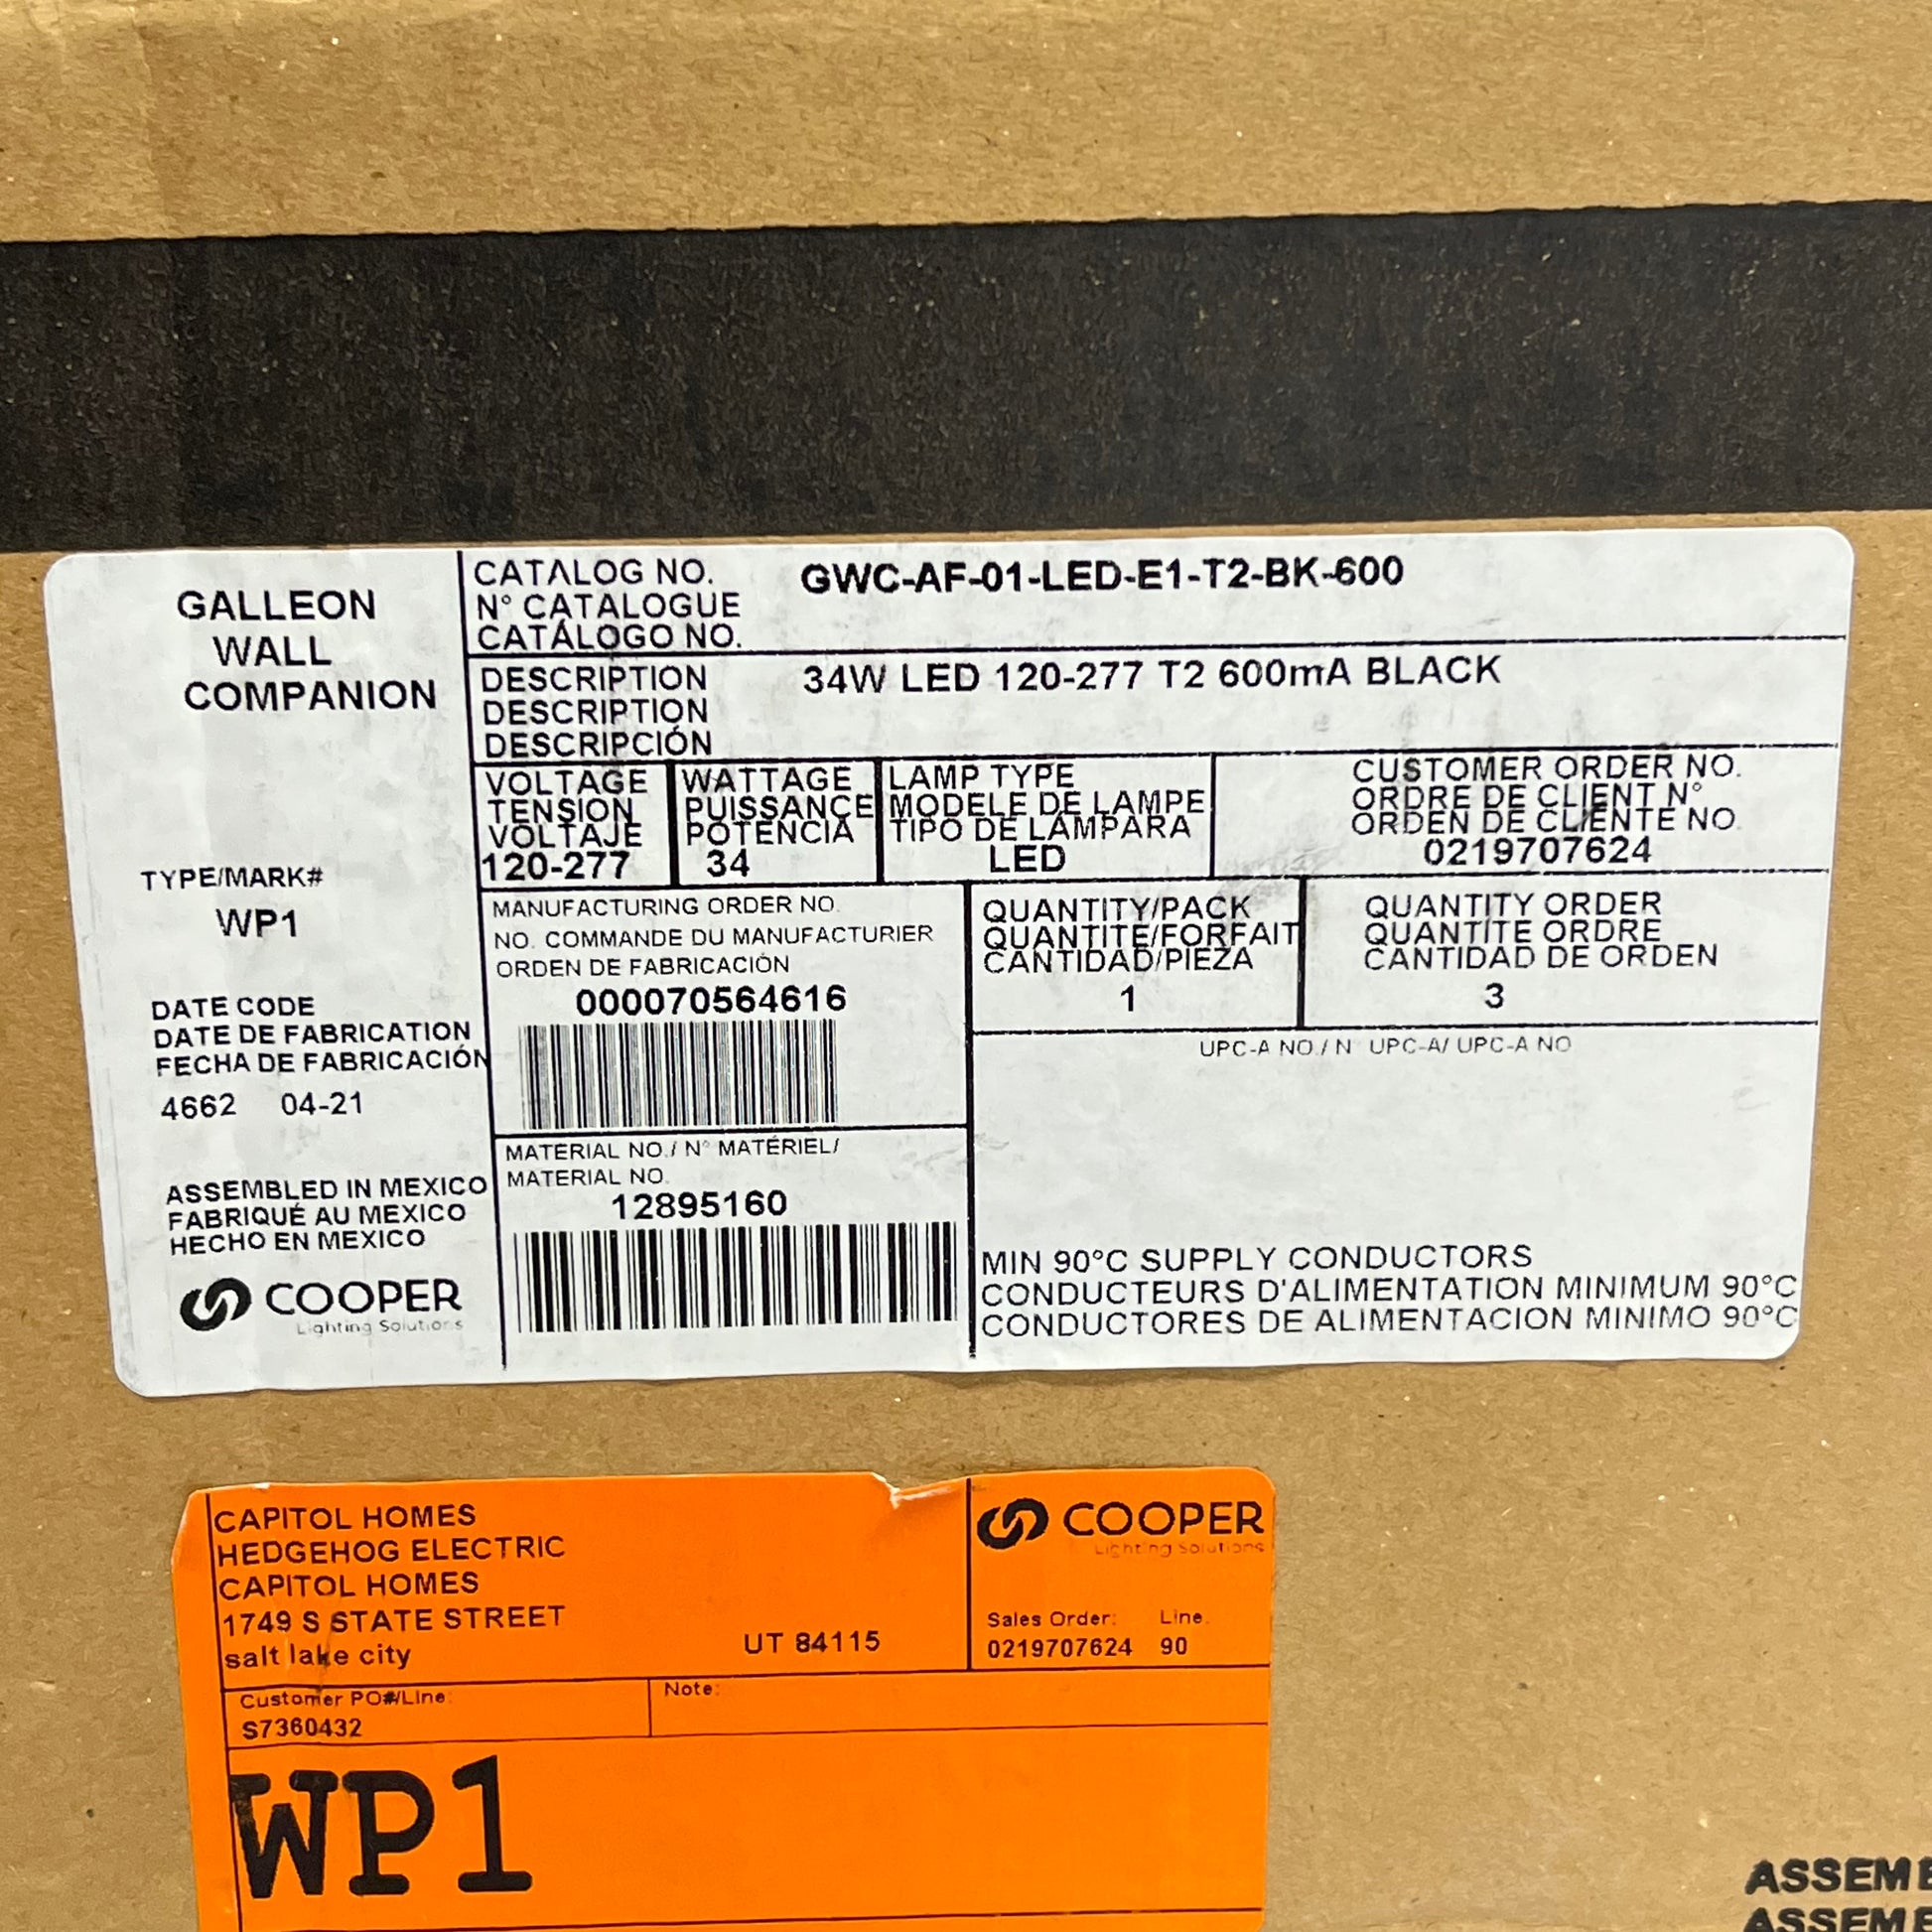 GALLEON
WALL
COMPANION
TYPE/MARK#
WP1
DATE CODE
DATE DE FABRICATION
FECHA DE FABRICACIÓN
4662 04-21
ASSEMBLED IN MEXICO
FABRIQUÉ AU MEXICO
HECHO EN MEXICO
COOPER
Lighting Solutions
CATALOG NO. GWC-AF-01-LED-E1-T2-BK-600
N° CATALOGUE
CATÁLOGO NO.
DESCRIPTION 34W LED 120-277 T2 600mA BLACK
DESCRIPTION
DESCRIPCIÓN
VOLTAGE
TENSION
VOLTAJE
120-277
WATTAGE
PUISSANCE
POTENCIA
34
LAMP TYPE
MODELE DE LAMPE
TIPO DE LAMPARA
LED
CUSTOMER ORDER NO.
ORDRE DE CLIENT N°
ORDEN DE CLIENTE NO.
0219707624
MANUFACTURING ORDER NO.
NO. COMMANDE DU MANUFACTURIER
ORDEN DE FABRICACIÓN
000070564616
QUANTITY/PACK
QUANTITÉ/FORFAIT
CANTIDAD/PIEZA
1
QUANTITY ORDER
QUANTITÉ ORDRE
CANTIDAD DE ORDEN
3
MATERIAL NO./ N° MATÉRIEL/
MATERIAL NO.
12895160
UPC-A NO./ N° UPC-A/ UPC-A NO
MIN 90°C SUPPLY CONDUCTORS
CONDUCTEURS D'ALIMENTATION MINIMUM 90°C
CONDUCTORES DE ALIMENTACION MINIMO 90°C
CAPITOL HOMES
HEDGEHOG ELECTRIC
CAPITOL HOMES
1749 S STATE STREET
salt lake city UT 84115
COOPER
Lighting Solutions
Sales Order: Line:
0219707624 90
Customer PO#/Line:
S7360432
Note:
WP1
ASSEMB
ASSEMB